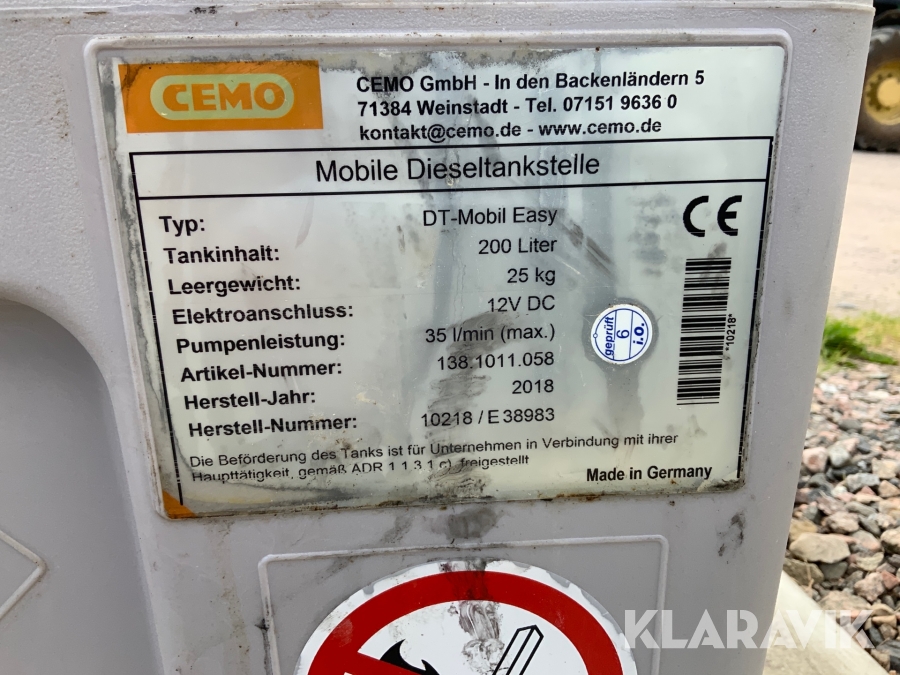 CEMO
CEMO GmbH - In den Backenländern 5
71384 Weinstadt - Tel. 07151 9636 0
kontakt@cemo.de - www.cemo.de
Mobile Dieseltankstelle
Typ: DT-Mobil Easy
Tankinhalt: 200 Liter
Leergewicht: 25 kg
Elektroanschluss: 12V DC
Pumpenleistung: 35 l/min (max.)
Artikel-Nummer: 138.1011.058
Herstell-Jahr: 2018
Herstell-Nummer: 10218 / E 38983
CE
geprüft
6
i.O.
*10218*
Die Beförderung des Tanks ist für Unternehmen in Verbindung mit ihrer
Haupttätigkeit, gemäß ADR 1.1.3.1 c), freigestellt
Made in Germany
KLARAVIK